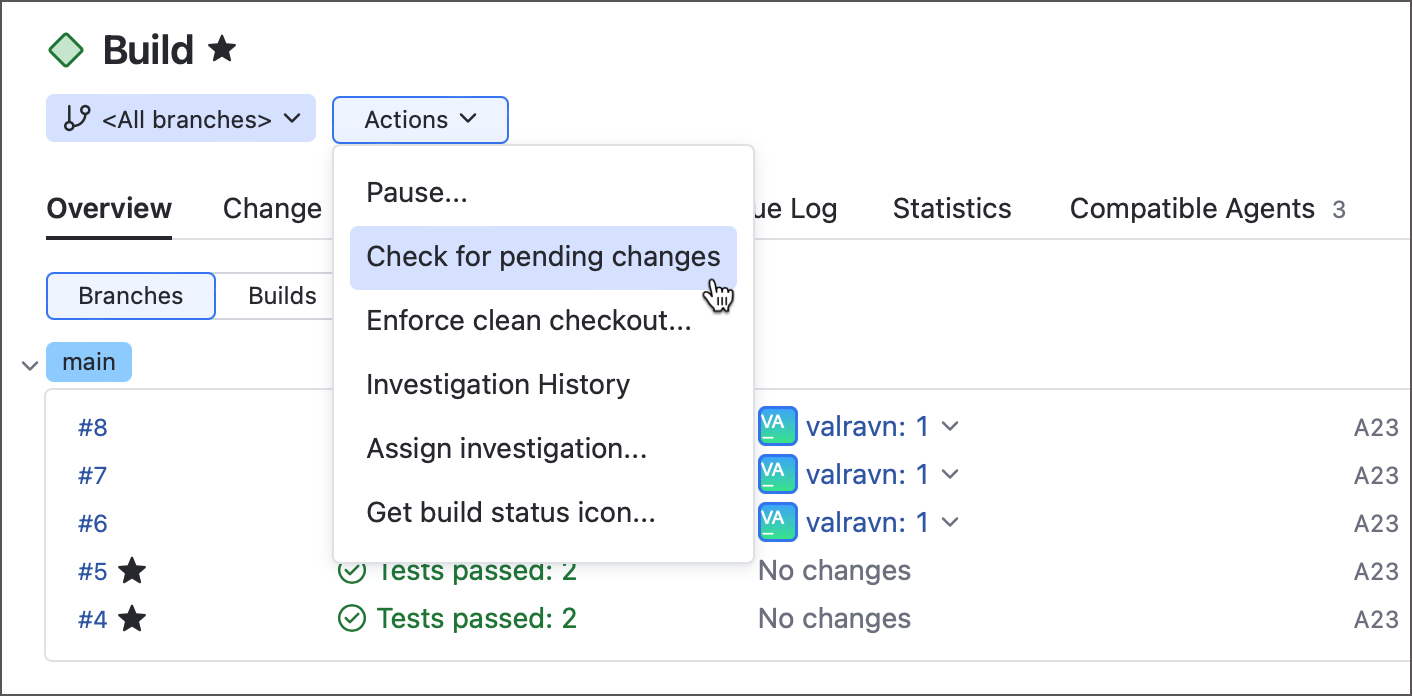 Build
<All branches>
Actions
Pause...
Check for pending changes
Enforce clean checkout...
Investigation History
Assign investigation...
Get build status icon...
Overview Change ue Log Statistics Compatible Agents 3
Branches Builds
main
#8 VA valravn: 1 A23
#7 VA valravn: 1 A23
#6 VA valravn: 1 A23
#5 Tests passed: 2 No changes A23
#4 Tests passed: 2 No changes A23